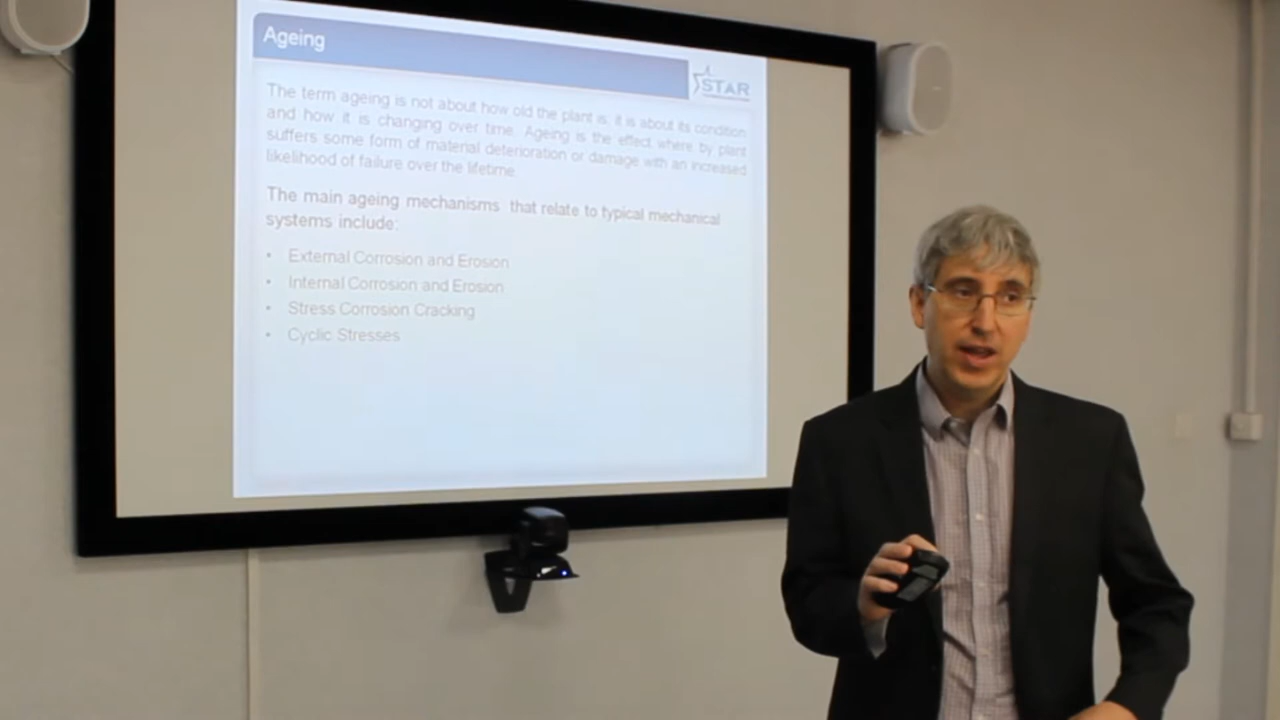 Ageing
STAR
The term ageing is not about how old the plant is; it is about its condition
and how it is changing over time. Ageing is the effect where by plant
suffers some form of material deterioration or damage with an increased
likelihood of failure over the lifetime.
The main ageing mechanisms that relate to typical mechanical
systems include:
• External Corrosion and Erosion
• Internal Corrosion and Erosion
• Stress Corrosion Cracking
• Cyclic Stresses